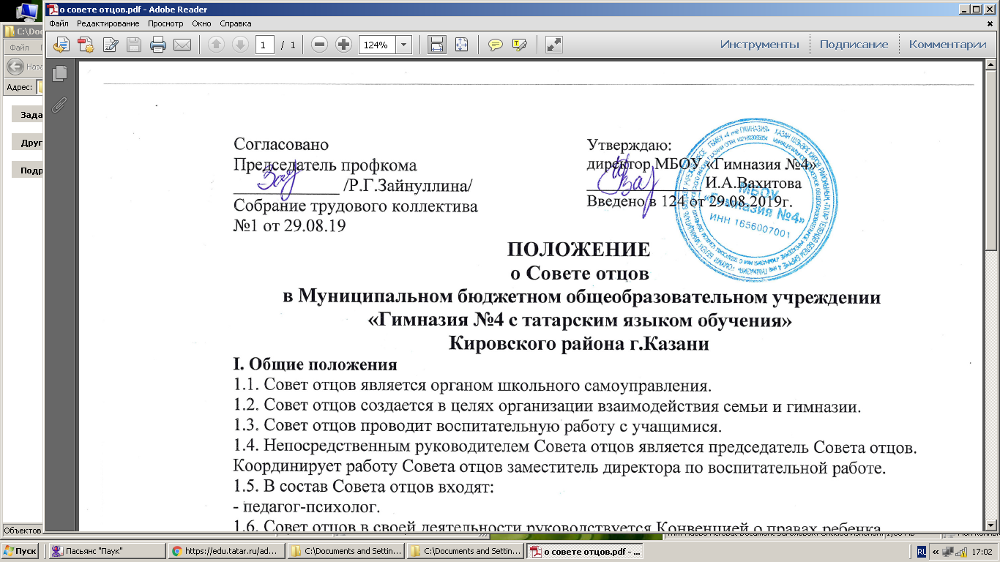 о совете отцов.pdf - Adobe Reader
Файл Редактирование Просмотр Окно Справка
1 / 1 124% Инструменты Подписание Комментарии
C:\Doc
Файл
Наза
Адрес:
Зада
Друг
Подр
Объектов
Согласовано
Председатель профкома
____________ /Р.Г.Зайнуллина/
Собрание трудового коллектива
№1 от 29.08.19
Утверждаю:
директор МБОУ «Гимназия №4»
_____________ И.А.Вахитова
Введено в 124 от 29.08.2019г.
МБОУ
«Гимназия №4»
ИНН 1656007001
ПОЛОЖЕНИЕ
о Совете отцов
в Муниципальном бюджетном общеобразовательном учреждении
«Гимназия №4 с татарским языком обучения»
Кировского района г.Казани
I. Общие положения
1.1. Совет отцов является органом школьного самоуправления.
1.2. Совет отцов создается в целях организации взаимодействия семьи и гимназии.
1.3. Совет отцов проводит воспитательную работу с учащимися.
1.4. Непосредственным руководителем Совета отцов является председатель Совета отцов.
Координирует работу Совета отцов заместитель директора по воспитательной работе.
1.5. В состав Совета отцов входят:
- педагог-психолог.
1.6. Совет отцов в своей деятельности руководствуется Конвенцией о правах ребенка
Пуск Пасьянс "Паук" https://edu.tatar.ru/ad... C:\Documents and Settin... C:\Documents and Settin... о совете отцов.pdf - ... RL « 17:02